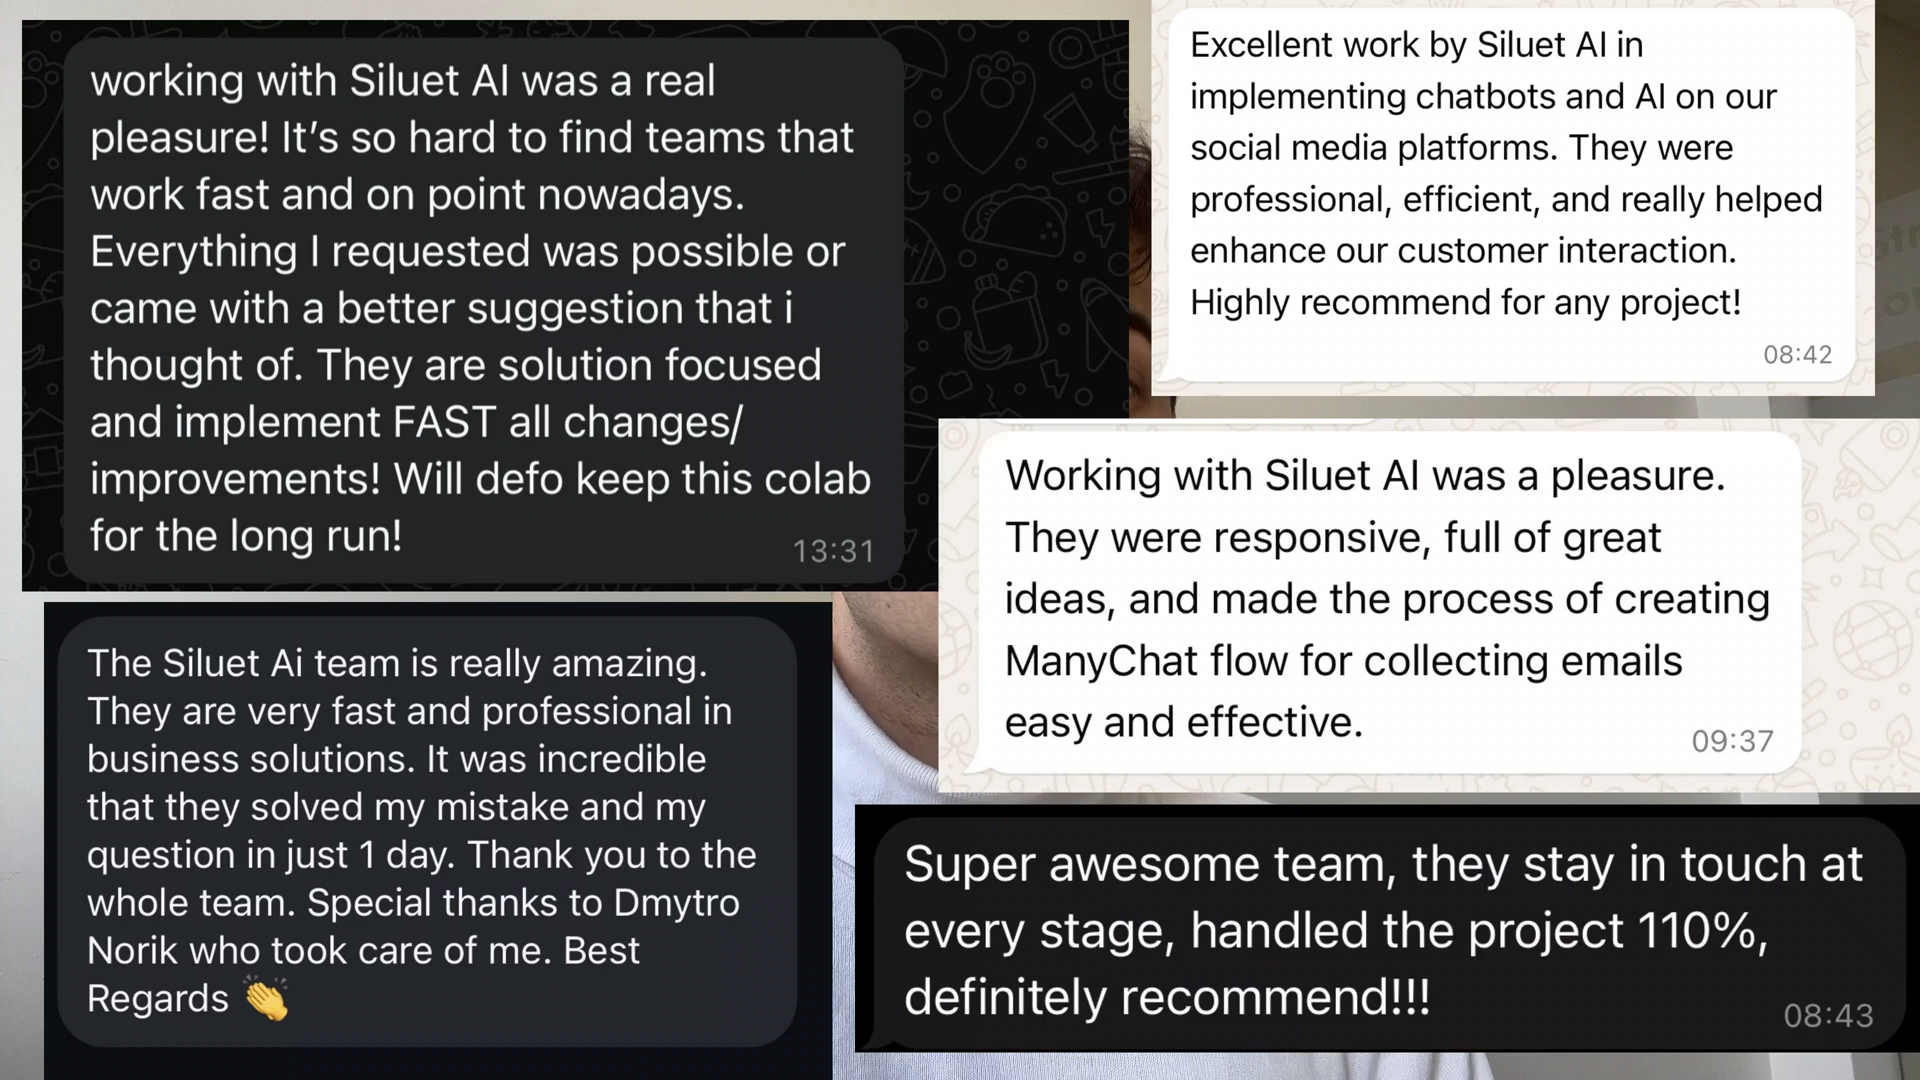 working with Siluet AI was a real
pleasure! It’s so hard to find teams that
work fast and on point nowadays.
Everything I requested was possible or
came with a better suggestion that i
thought of. They are solution focused
and implement FAST all changes/
improvements! Will defo keep this colab
for the long run!
13:31
Excellent work by Siluet AI in
implementing chatbots and AI on our
social media platforms. They were
professional, efficient, and really helped
enhance our customer interaction.
Highly recommend for any project!
08:42
Working with Siluet AI was a pleasure.
They were responsive, full of great
ideas, and made the process of creating
ManyChat flow for collecting emails
easy and effective.
09:37
The Siluet Ai team is really amazing.
They are very fast and professional in
business solutions. It was incredible
that they solved my mistake and my
question in just 1 day. Thank you to the
whole team. Special thanks to Dmytro
Norik who took care of me. Best
Regards 👏
Super awesome team, they stay in touch at
every stage, handled the project 110%,
definitely recommend!!!
08:43